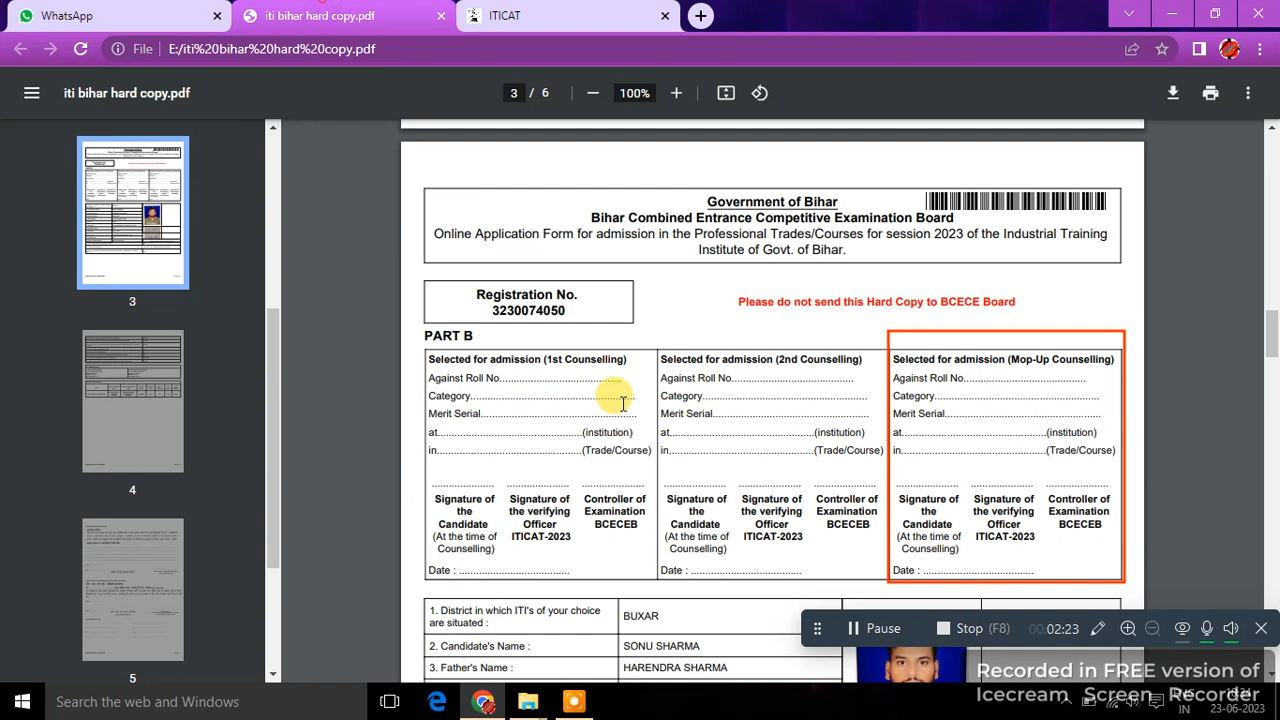 WhatsApp
iti bihar hard copy.pdf
ITICAT
File E:/iti%20bihar%20hard%20copy.pdf
iti bihar hard copy.pdf
3 / 6
100%
Government of Bihar
Bihar Combined Entrance Competitive Examination Board
Online Application Form for admission in the Professional Trades/Courses for session 2023 of the Industrial Training
Institute of Govt. of Bihar.
Registration No.
3230074050
Please do not send this Hard Copy to BCECE Board
PART B
Selected for admission (1st Counselling)
Against Roll No.
Category
Merit Serial
at (institution)
in (Trade/Course)
Signature of the Candidate (At the time of Counselling)
Signature of the verifying Officer ITICAT-2023
Controller of Examination BCECEB
Date :
Selected for admission (2nd Counselling)
Against Roll No.
Category
Merit Serial
at (institution)
in (Trade/Course)
Signature of the Candidate (At the time of Counselling)
Signature of the verifying Officer ITICAT-2023
Controller of Examination BCECEB
Date :
Selected for admission (Mop-Up Counselling)
Against Roll No.
Category
Merit Serial
at (institution)
in (Trade/Course)
Signature of the Candidate (At the time of Counselling)
Signature of the verifying Officer ITICAT-2023
Controller of Examination BCECEB
Date :
1. District in which ITI's of your choice
are situated :
BUXAR
2. Candidate's Name :
SONU SHARMA
3. Father's Name :
HARENDRA SHARMA
3
4
5
Pause
Stop (F8)
00:02:23
Recorded in FREE version of
Icecream Screen Recorder
Search the web and Windows
IN
23-06-2023